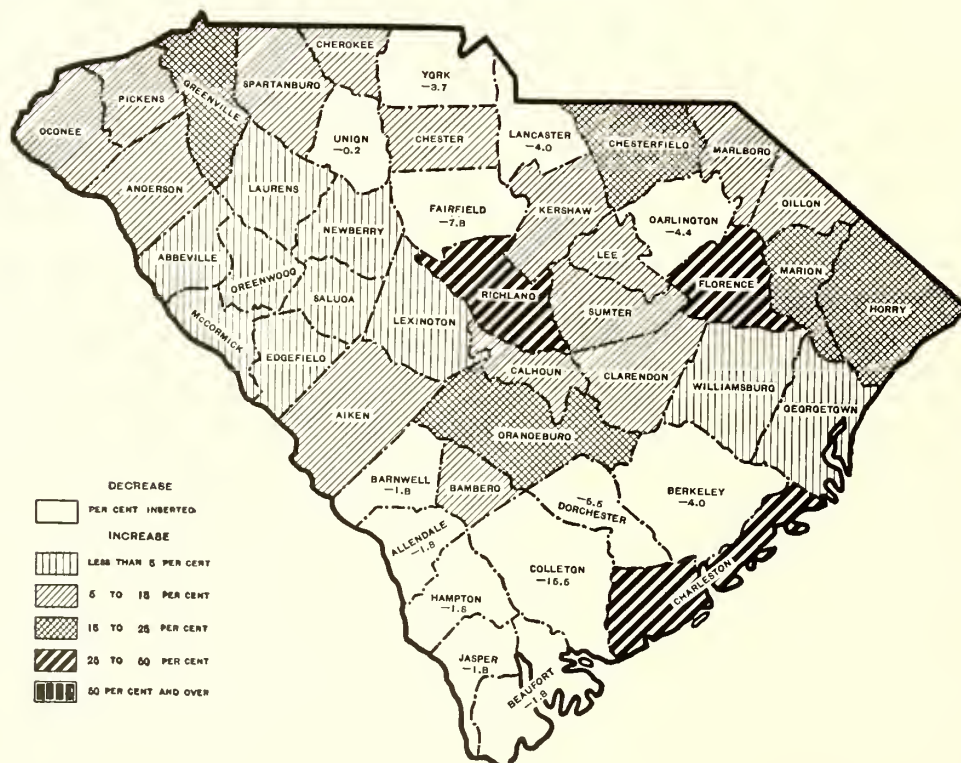 CHEROKEE
YORK
-3.7
SPARTANBURG
GREENVILLE
PICKENS
OCONEE
UNION
-0.2
CHESTER
LANCASTER
-4.0
CHESTERFIELD
MARLBORO
ANDERSON
LAURENS
DILLON
FAIRFIELD
-7.8
KERSHAW
DARLINGTON
-4.4
NEWBERRY
LEE
ABBEVILLE
GREENWOOD
MARION
FLORENCE
RICHLAND
SALUDA
HORRY
SUMTER
LEXINGTON
McCORMICK
EDGEFIELD
CALHOUN
CLARENDON
WILLIAMSBURG
GEORGETOWN
AIKEN
ORANGEBURG
BARNWELL
-1.8
BAMBERG
-5.5
DORCHESTER
BERKELEY
-4.0
ALLENDALE
-1.8
COLLETON
-15.5
CHARLESTON
HAMPTON
-1.8
JASPER
-1.8
BEAUFORT
-1.8
DECREASE
PER CENT INSERTED
INCREASE
LESS THAN 5 PER CENT
5 TO 15 PER CENT
15 TO 25 PER CENT
25 TO 50 PER CENT
50 PER CENT AND OVER